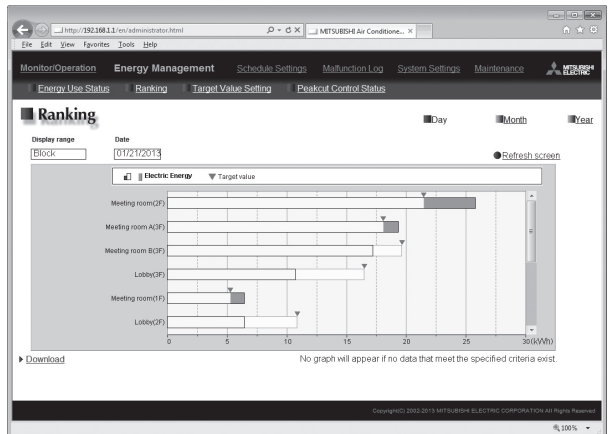 http://192.168.1.1/en/administrator.html
MITSUBISHI Air Conditione...
File Edit View Favorites Tools Help
Monitor/Operation Energy Management Schedule Settings Malfunction Log System Settings Maintenance MITSUBISHI ELECTRIC
Energy Use Status Ranking Target Value Setting Peakcut Control Status
Ranking
Day Month Year
Display range Date
Block 01/21/2013
Refresh screen
Electric Energy Target value
Meeting room(2F)
Meeting room A(3F)
Meeting room B(3F)
Lobby(3F)
Meeting room(1F)
Lobby(2F)
0 5 10 15 20 25 30(kWh)
Download No graph will appear if no data that meet the specified criteria exist.
Copyright(C) 2002-2013 MITSUBISHI ELECTRIC CORPORATION All Rights Reserved
100%